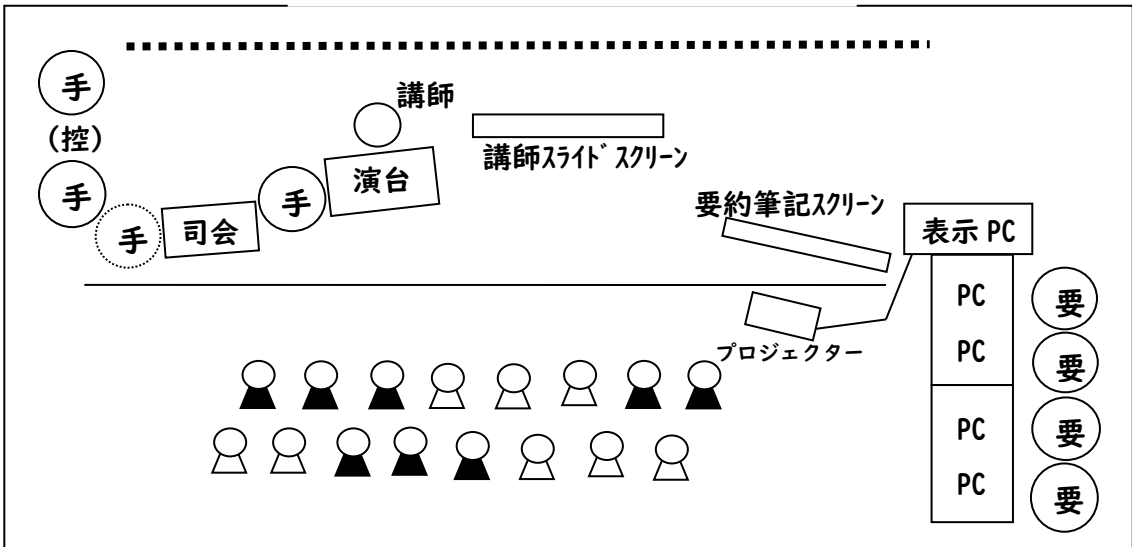 手
(控)
手
手
司会
手
演台
講師
講師ｽﾗｲﾄﾞｽｸﾘｰﾝ
要約筆記ｽｸﾘｰﾝ
表示 PC
プロジェクター
PC
PC
PC
PC
要
要
要
要